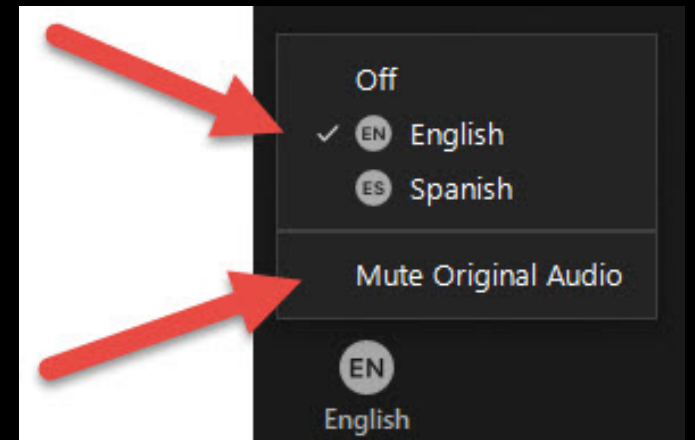 Off
EN English
ES Spanish
Mute Original Audio
EN
English